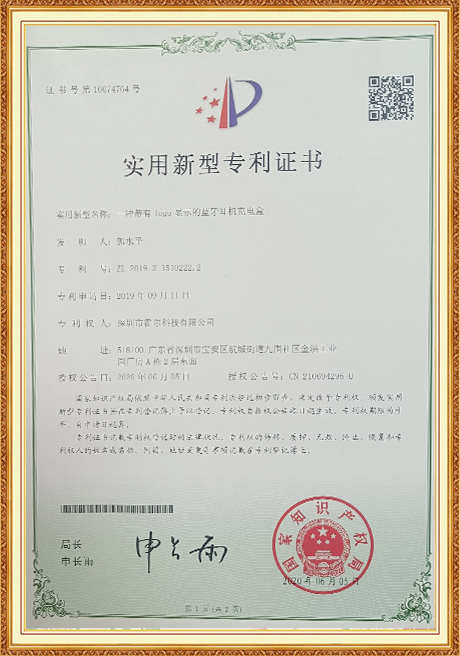 证书号第10674764号
实用新型专利证书
实用新型名称：一种带有logo展示的蓝牙耳机充电盒
发 明 人：郭水平
专 利 号：ZL 2019 2 1510222.2
专利申请日：2019年09月11日
专 利 权 人：深圳市霍尔科技有限公司
地 址：518100 广东省深圳市宝安区航城街道九围社区金洪工业
园厂房A栋2层东面
授权公告日：2020年06月05日 授权公告号：CN 210694296 U
国家知识产权局依照中华人民共和国专利法经过初步审查，决定授予专利权，颁发实用
新型专利证书并在专利登记簿上予以登记。专利权自授权公告之日起生效。专利权期限为十
年，自申请日起算。
专利证书记载专利权登记时的法律状况。专利权的转移、质押、无效、终止、恢复和专
利权人的姓名或名称、国籍、地址变更等事项记载在专利登记簿上。
局长
申长雨
申长雨
国家知识产权局
2020年06月05日
第1页(共2页)